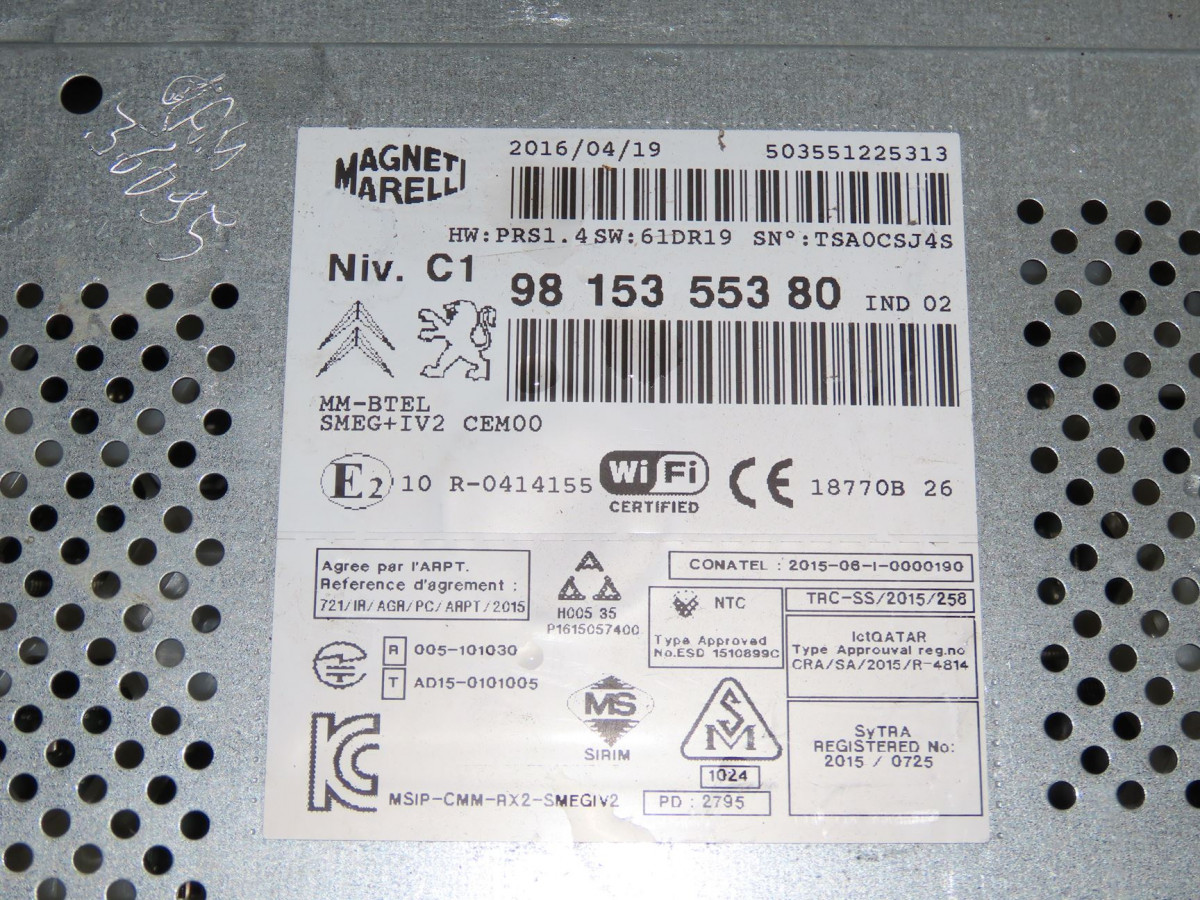 36095
MAGNETI
MARELLI
2016/04/19 503551225313
HW:PRS1.4 SW:61DR19 SN°:TSA0CSJ4S
Niv. C1
98 153 553 80 IND 02
MM-BTEL
SMEG+IV2 CEM00
E2 10 R-0414155 WiFi CERTIFIED CE 18770B 26
Agree par l'ARPT.
Reference d'agrement :
721/IR/AGR/PC/ARPT/2015
H005 35
P1615057400
CONATEL : 2015-06-I-0000190
NTC
Type Approved
No.ESD 1510899C
TRC-SS/2015/258
IctQATAR
Type Approuval reg.no
CRA/SA/2015/R-4814
R 005-101030
T AD15-0101005
MS
SIRIM
SM
1024
PD : 2795
SyTRA
REGISTERED No:
2015 / 0725
KC
MSIP-CMM-RX2-SMEGIV2